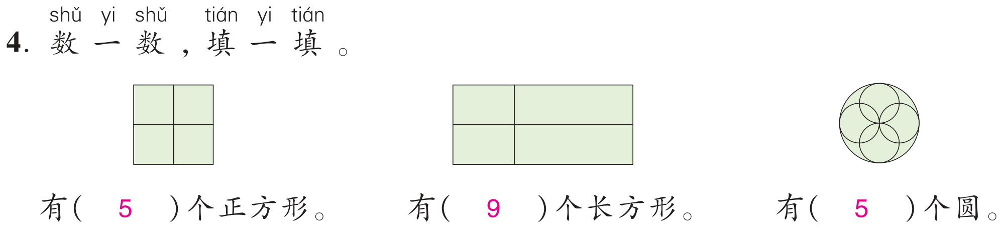 shǔ yi shǔ tián yi tián
4. 数一数,填一填。
有( 5 )个正方形。 有( 9 )个长方形。 有( 5 )个圆。